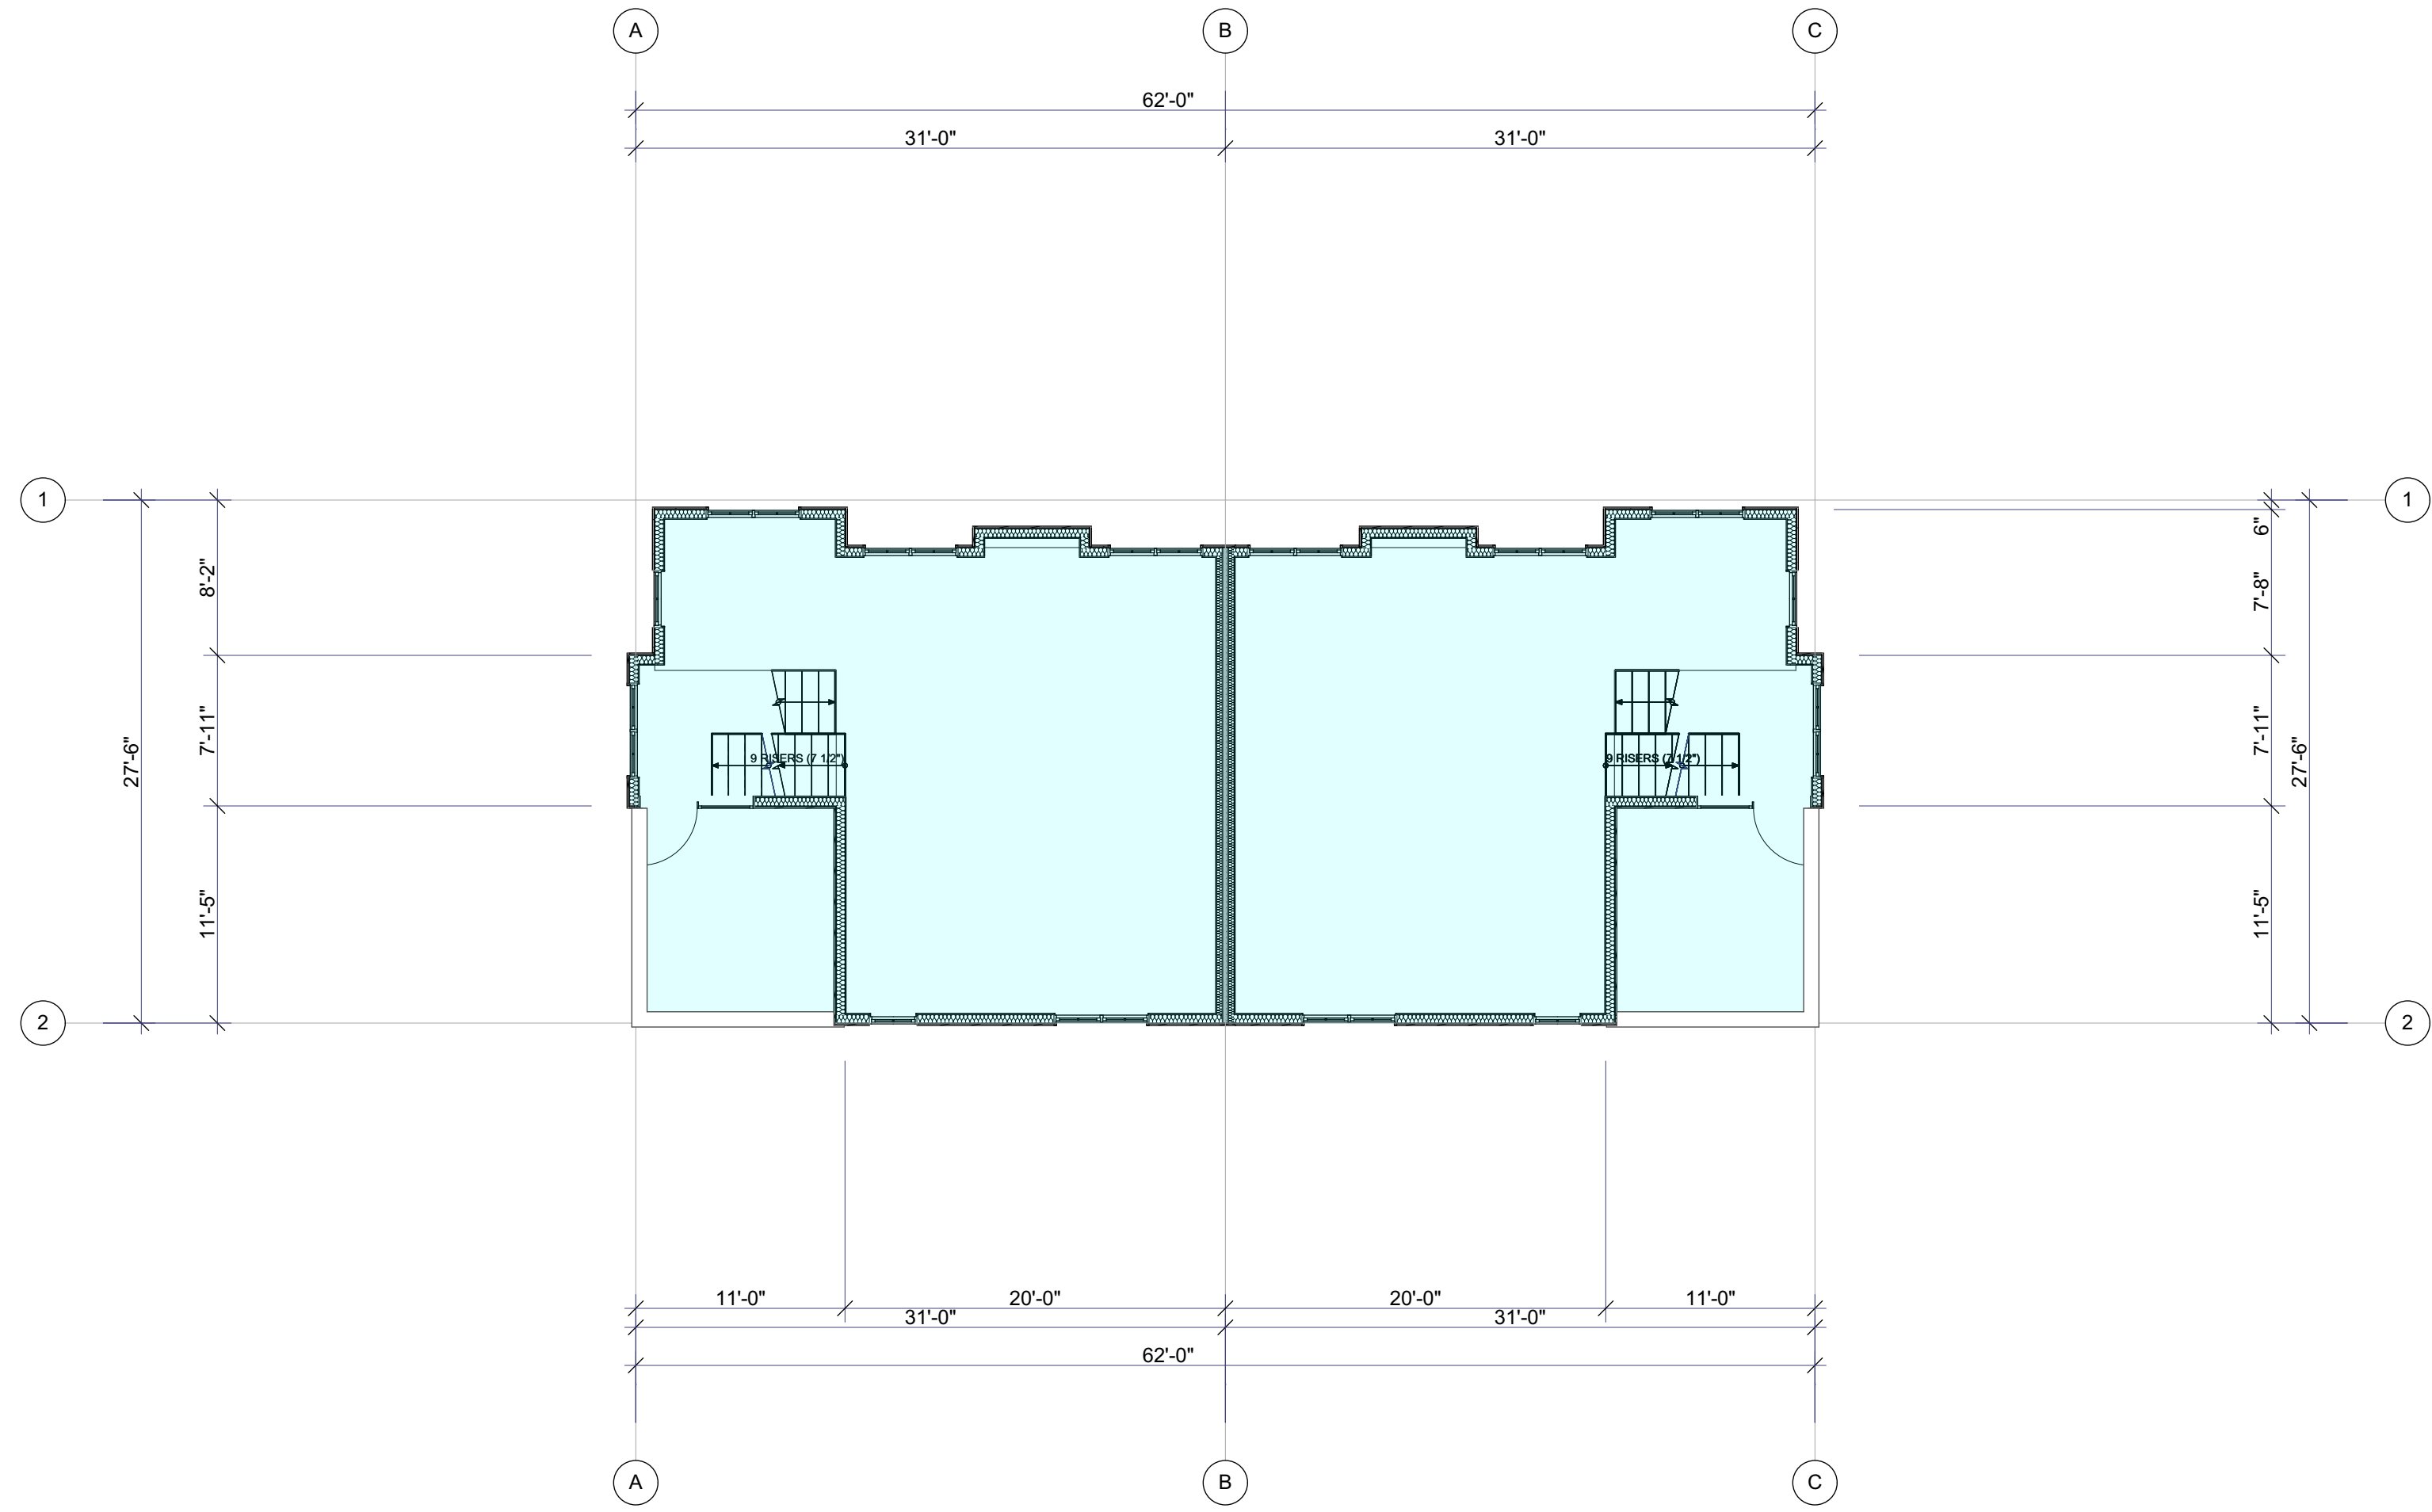 A
B
C
62'-0"
31'-0"
31'-0"
1
1
6"
8'-2"
7'-8"
7'-11"
7'-11"
27'-6"
27'-6"
9 RISERS (7 1/2")
9 RISERS (7 1/2")
11'-5"
11'-5"
2
2
11'-0"
20'-0"
20'-0"
11'-0"
31'-0"
31'-0"
62'-0"
A
B
C